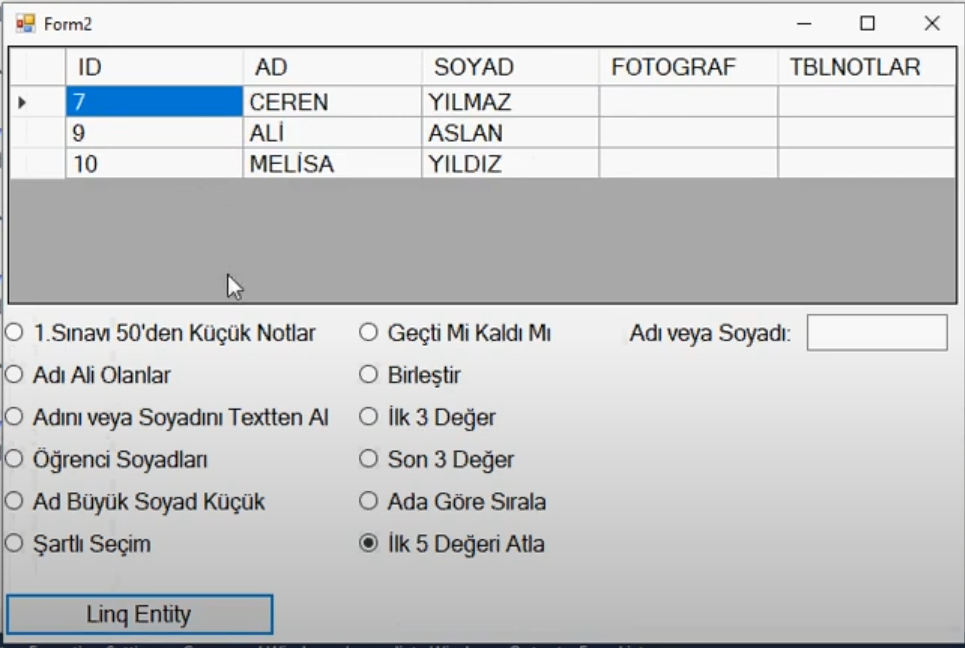 Form2
ID AD SOYAD FOTOGRAF TBLNOTLAR
7 CEREN YILMAZ
9 ALİ ASLAN
10 MELİSA YILDIZ
1.Sınavı 50'den Küçük Notlar Geçti Mi Kaldı Mı Adı veya Soyadı:
Adı Ali Olanlar Birleştir
Adını veya Soyadını Textten Al İlk 3 Değer
Öğrenci Soyadları Son 3 Değer
Ad Büyük Soyad Küçük Ada Göre Sırala
Şartlı Seçim İlk 5 Değeri Atla
Linq Entity